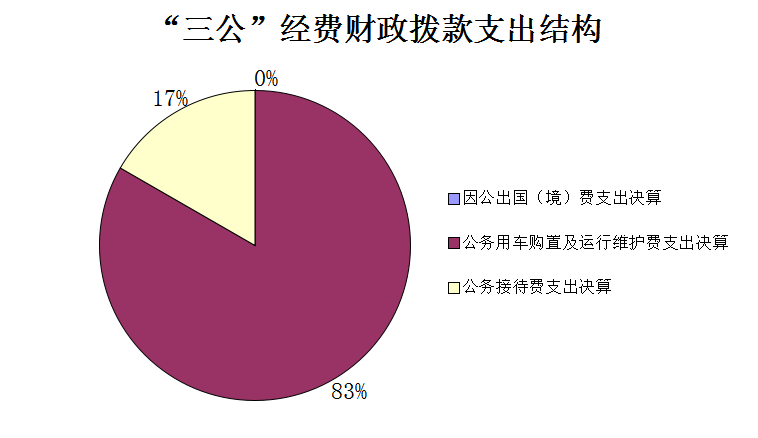 “三公”经费财政拨款支出结构
0%
17%
因公出国（境）费支出决算
公务用车购置及运行维护费支出决算
公务接待费支出决算
83%